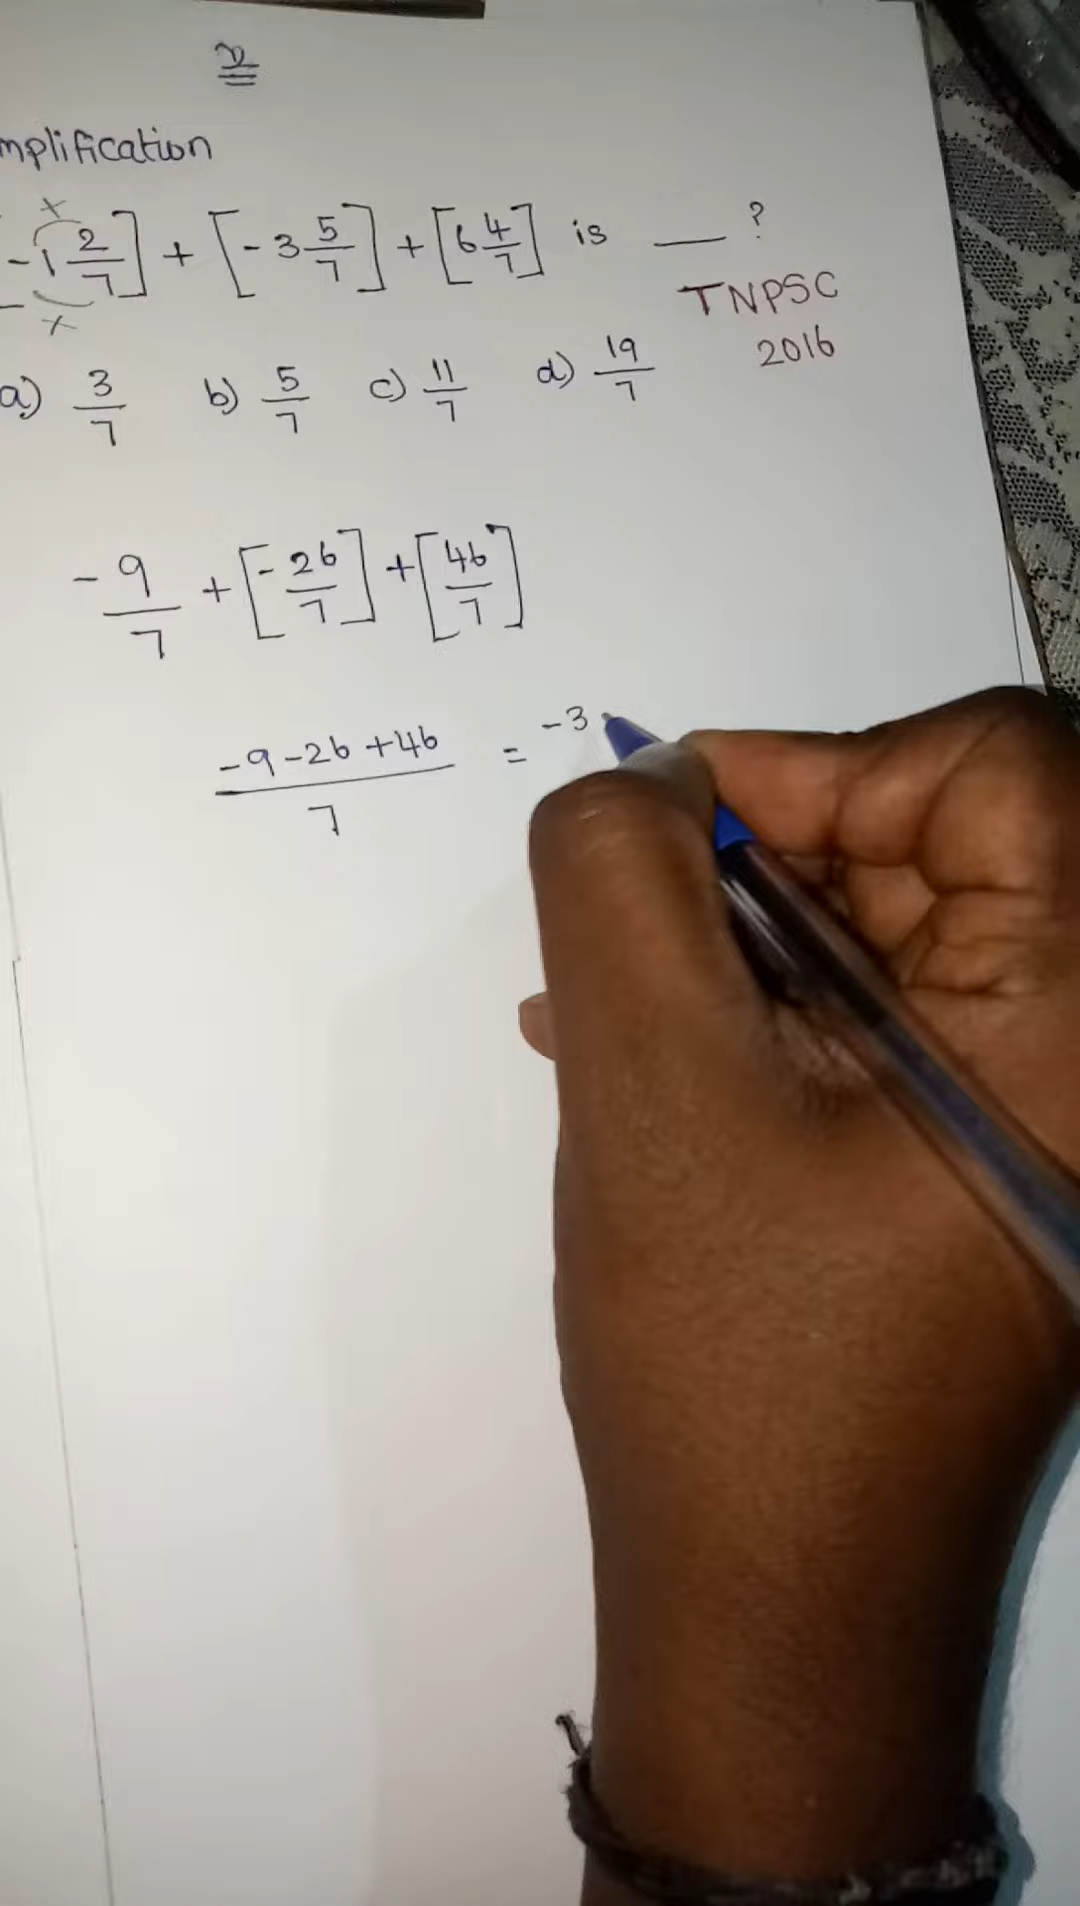 mplification
[-1 2/7] + [-3 5/7] + [6 4/7] is __ ?
TNPSC
2016
a) 3/7 b) 5/7 c) 11/7 d) 19/7
-9/7 + [-26/7] + [46/7]
-9-26+46/7 = -3